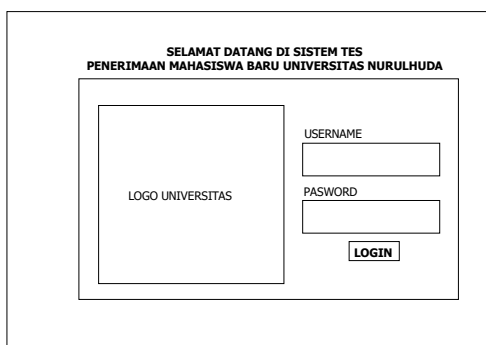 SELAMAT DATANG DI SISTEM TES
PENERIMAAN MAHASISWA BARU UNIVERSITAS NURULHUDA
LOGO UNIVERSITAS
USERNAME
PASWORD
LOGIN